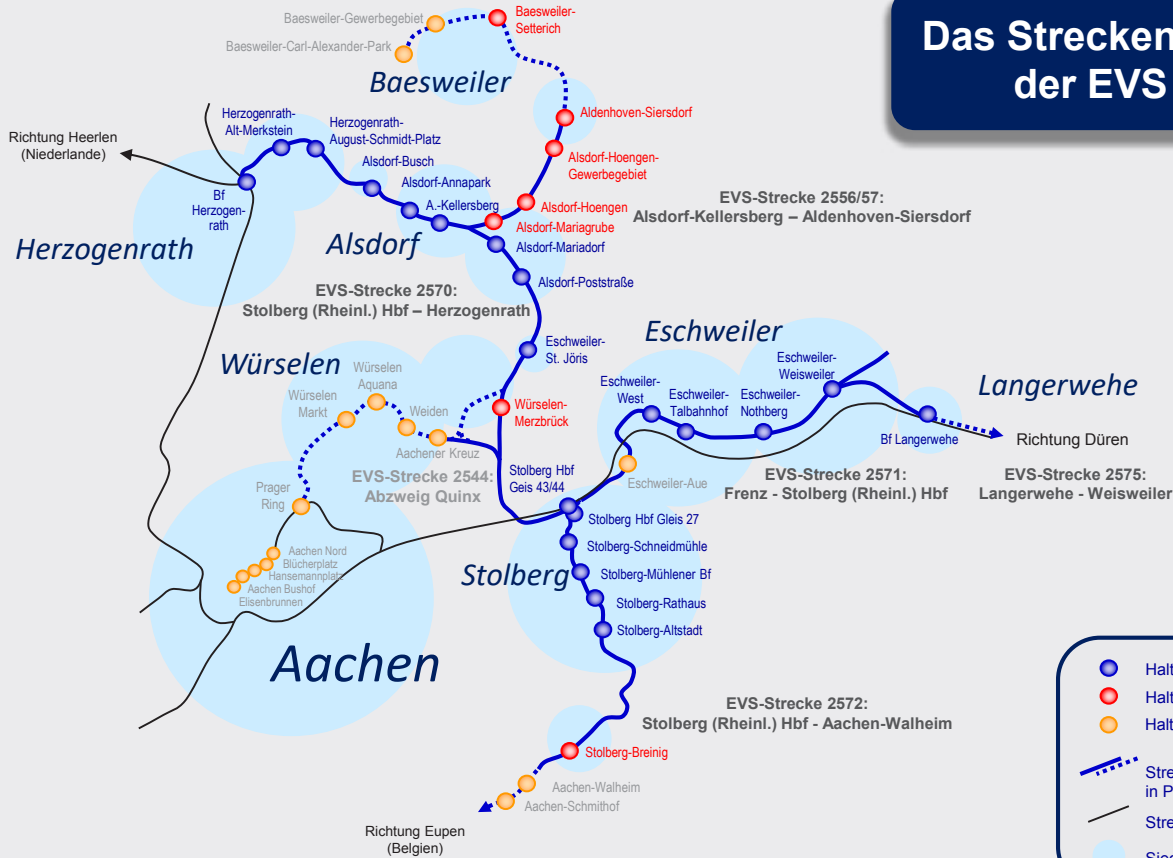 Das Strecken
der EVS
Baesweiler-Gewerbegebiet
Baesweiler-
Setterich
Baesweiler-Carl-Alexander-Park
Baesweiler
Aldenhoven-Siersdorf
Herzogenrath-
Alt-Merkstein
Herzogenrath-
August-Schmidt-Platz
Richtung Heerlen
(Niederlande)
Alsdorf-Hoengen-
Gewerbegebiet
Alsdorf-Busch
Alsdorf-Annapark
Bf
Herzogen-
rath
A.-Kellersberg
Alsdorf-Hoengen
EVS-Strecke 2556/57:
Alsdorf-Kellersberg – Aldenhoven-Siersdorf
Alsdorf-Mariagrube
Herzogenrath
Alsdorf
Alsdorf-Mariadorf
Alsdorf-Poststraße
EVS-Strecke 2570:
Stolberg (Rheinl.) Hbf – Herzogenrath
Eschweiler
Eschweiler-
St. Jöris
Würselen
Eschweiler-
Weisweiler
Würselen
Aquana
Eschweiler-
West
Eschweiler-
Talbahnhof
Eschweiler-
Nothberg
Langerwehe
Würselen
Markt
Weiden
Würselen-
Merzbrück
Aachener Kreuz
Bf Langerwehe
Richtung Düren
EVS-Strecke 2544:
Abzweig Quinx
Stolberg Hbf
Geis 43/44
Eschweiler-Aue
EVS-Strecke 2571:
Frenz - Stolberg (Rheinl.) Hbf
EVS-Strecke 2575:
Langerwehe - Weisweiler
Prager
Ring
Stolberg Hbf Gleis 27
Stolberg-Schneidmühle
Aachen Nord
Blücherplatz
Hansemannplatz
Aachen Bushof
Elisenbrunnen
Stolberg
Stolberg-Mühlener Bf
Stolberg-Rathaus
Stolberg-Altstadt
Aachen
EVS-Strecke 2572:
Stolberg (Rheinl.) Hbf - Aachen-Walheim
Stolberg-Breinig
Aachen-Walheim
Aachen-Schmithof
Richtung Eupen
(Belgien)
Halt
Halt
Halt
Stre
in P
Stre